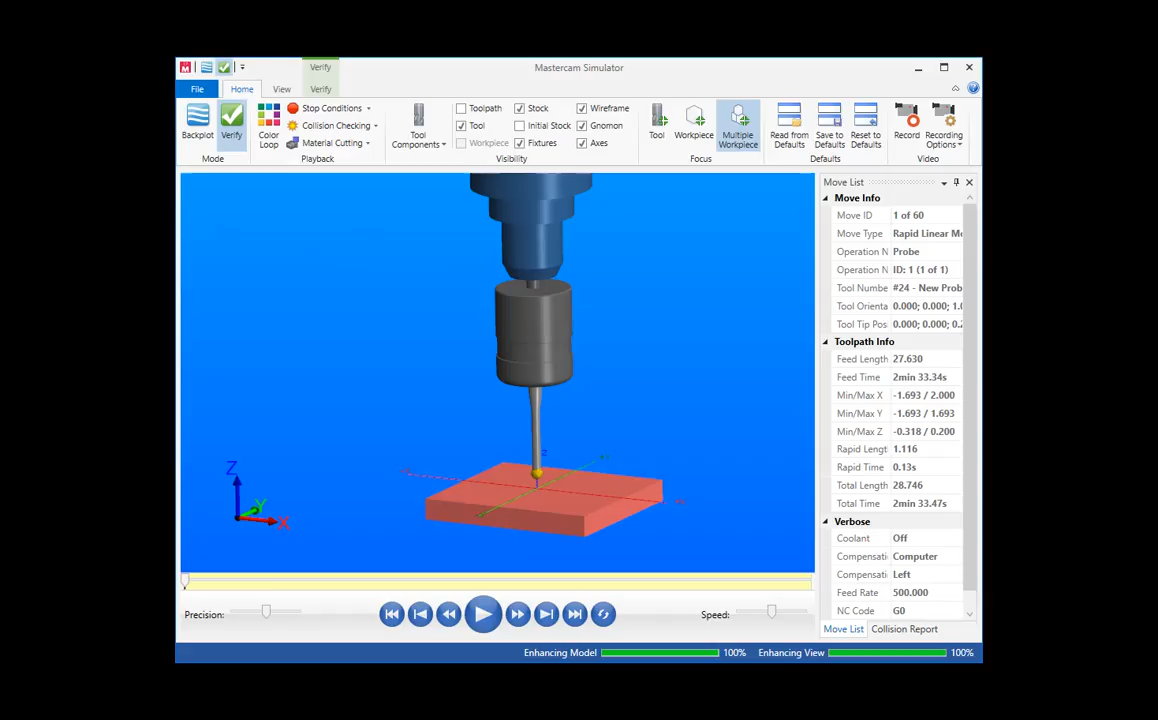 Verify
Mastercam Simulator
File Home View Verify
Backplot
Verify
Mode
Color Loop
Stop Conditions
Collision Checking
Material Cutting
Playback
Tool Components
Toolpath Stock Wireframe
Tool Initial Stock Gnomon
Workpiece Fixtures Axes
Visibility
Tool
Workpiece
Multiple Workpiece
Focus
Read from Defaults
Save to Defaults
Reset to Defaults
Defaults
Record
Recording Options
Video
Z
Y
X
Z
Move List
Move Info
Move ID 1 of 60
Move Type Rapid Linear Mo
Operation N Probe
Operation N ID: 1 (1 of 1)
Tool Numbe #24 - New Prob
Tool Orienta 0.000; 0.000; 1.0
Tool Tip Pos 0.000; 0.000; 0.2
Toolpath Info
Feed Length 27.630
Feed Time 2min 33.34s
Min/Max X -1.693 / 2.000
Min/Max Y -1.693 / 1.693
Min/Max Z -0.318 / 0.200
Rapid Lengt 1.116
Rapid Time 0.13s
Total Length 28.746
Total Time 2min 33.47s
Verbose
Coolant Off
Compensati Computer
Compensati Left
Feed Rate 500.000
NC Code G0
Move List Collision Report
Precision:
Speed:
Enhancing Model 100% Enhancing View 100%